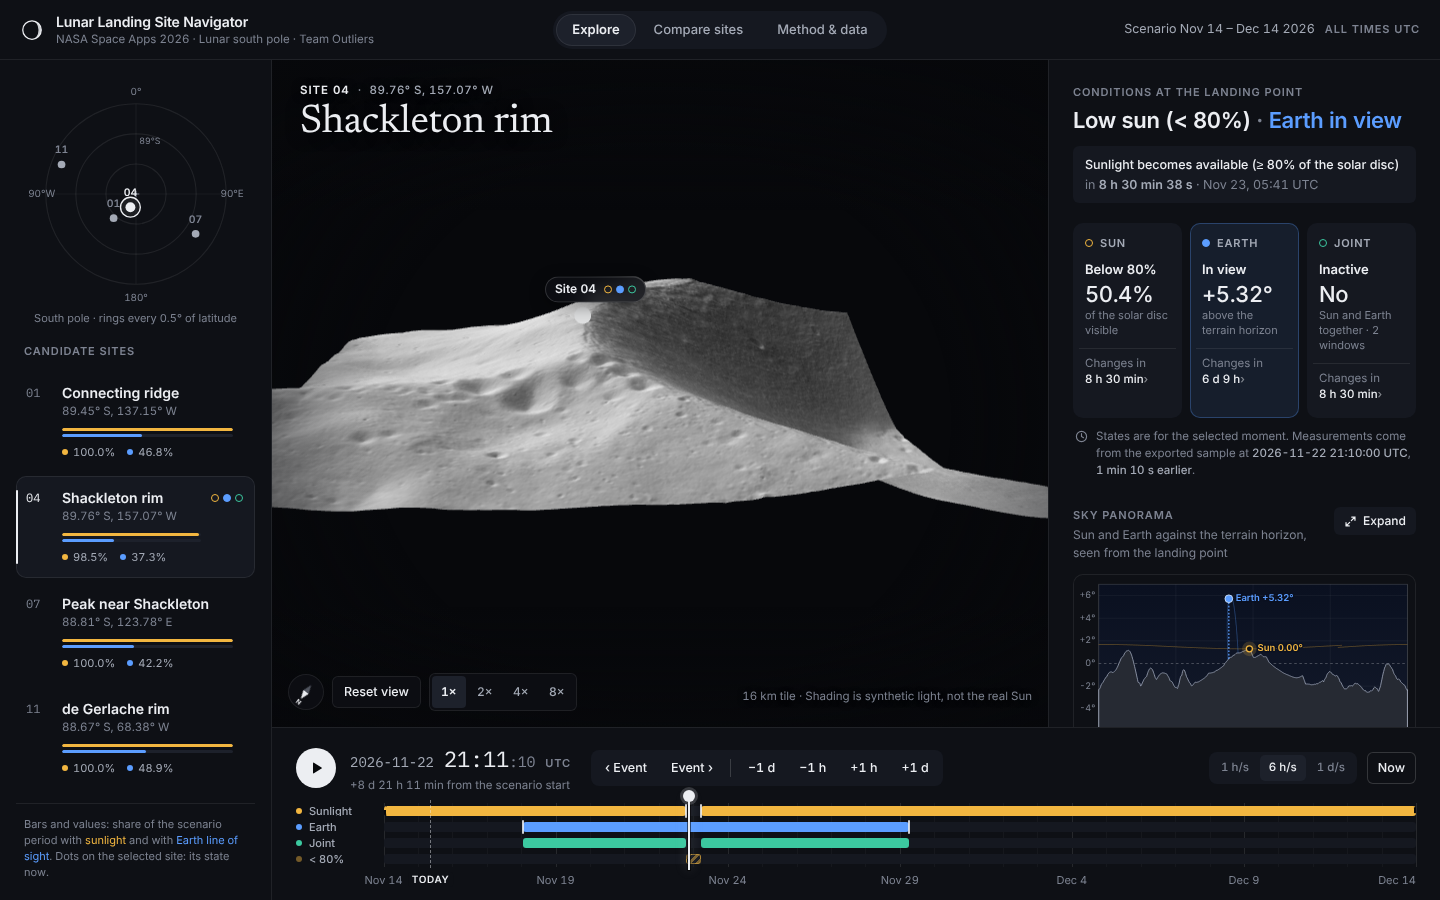 Lunar Landing Site Navigator
NASA Space Apps 2026 · Lunar south pole · Team Outliers
Explore
Compare sites
Method & data
Scenario Nov 14 – Dec 14 2026
ALL TIMES UTC
0°
89°S
11
90°W
04
01
90°E
07
180°
South pole · rings every 0.5° of latitude
CANDIDATE SITES
01
Connecting ridge
89.45° S, 137.15° W
100.0%
46.8%
04
Shackleton rim
89.76° S, 157.07° W
98.5%
37.3%
07
Peak near Shackleton
88.81° S, 123.78° E
100.0%
42.2%
11
de Gerlache rim
88.67° S, 68.38° W
100.0%
48.9%
Bars and values: share of the scenario
period with sunlight and with Earth line of
sight. Dots on the selected site: its state
now.
SITE 04 · 89.76° S, 157.07° W
Shackleton rim
Site 04
Reset view
1×
2×
4×
8×
16 km tile · Shading is synthetic light, not the real Sun
CONDITIONS AT THE LANDING POINT
Low sun (< 80%) · Earth in view
Sunlight becomes available (≥ 80% of the solar disc)
in 8 h 30 min 38 s · Nov 23, 05:41 UTC
SUN
Below 80%
50.4%
of the solar disc
visible
Changes in
8 h 30 min›
EARTH
In view
+5.32°
above the
terrain horizon
Changes in
6 d 9 h›
JOINT
Inactive
No
Sun and Earth
together · 2
windows
Changes in
8 h 30 min›
States are for the selected moment. Measurements come
from the exported sample at 2026-11-22 21:10:00 UTC,
1 min 10 s earlier.
SKY PANORAMA
Sun and Earth against the terrain horizon,
seen from the landing point
Expand
+6°
+4°
+2°
0°
-2°
-4°
Earth +5.32°
Sun 0.00°
2026-11-22 21:11:10 UTC
+8 d 21 h 11 min from the scenario start
‹ Event
Event ›
−1 d
−1 h
+1 h
+1 d
1 h/s
6 h/s
1 d/s
Now
Sunlight
Earth
Joint
< 80%
Nov 14
TODAY
Nov 19
Nov 24
Nov 29
Dec 4
Dec 9
Dec 14